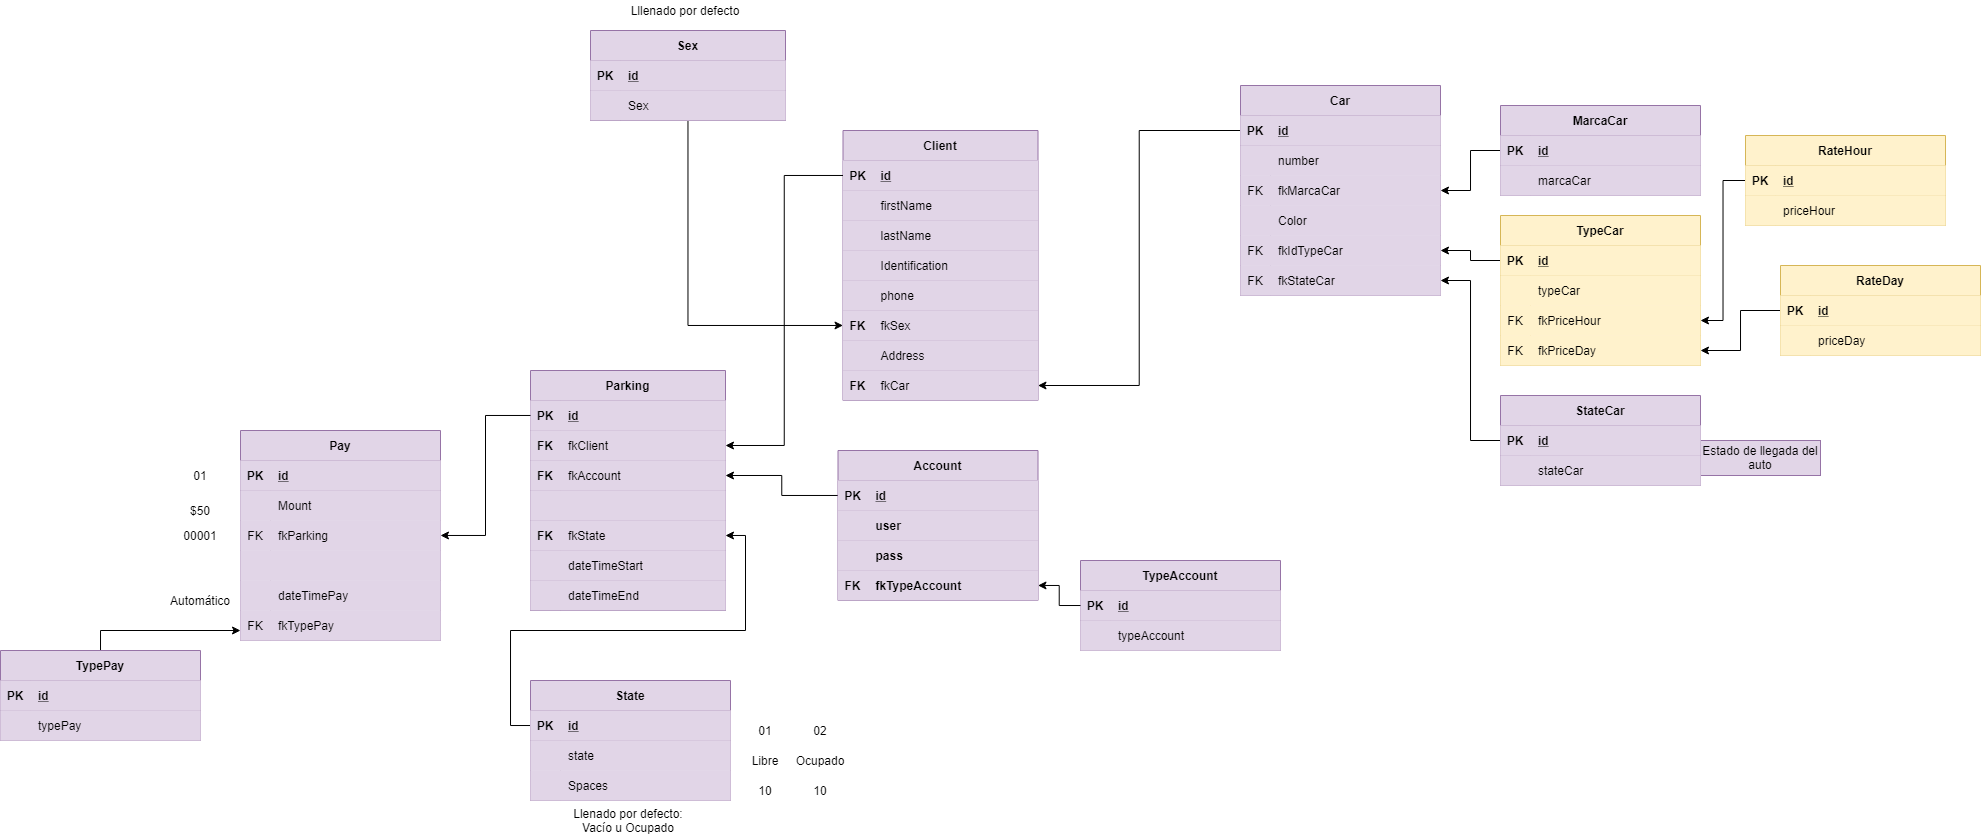 Lllenado por defecto
Sex
PK id
Sex
Client
PK id
firstName
lastName
Identification
phone
FK fkSex
Address
FK fkCar
Car
PK id
number
FK fkMarcaCar
Color
FK fkIdTypeCar
FK fkStateCar
MarcaCar
PK id
marcaCar
RateHour
PK id
priceHour
TypeCar
PK id
typeCar
FK fkPriceHour
FK fkPriceDay
RateDay
PK id
priceDay
StateCar
PK id
stateCar
Estado de llegada del
auto
Parking
PK id
FK fkClient
FK fkAccount
FK fkState
dateTimeStart
dateTimeEnd
Pay
PK id
Mount
FK fkParking
dateTimePay
FK fkTypePay
01
$50
00001
Automático
Account
PK id
user
pass
FK fkTypeAccount
TypeAccount
PK id
typeAccount
TypePay
PK id
typePay
State
PK id
state
Spaces
01 02
Libre Ocupado
10 10
Llenado por defecto:
Vacío u Ocupado